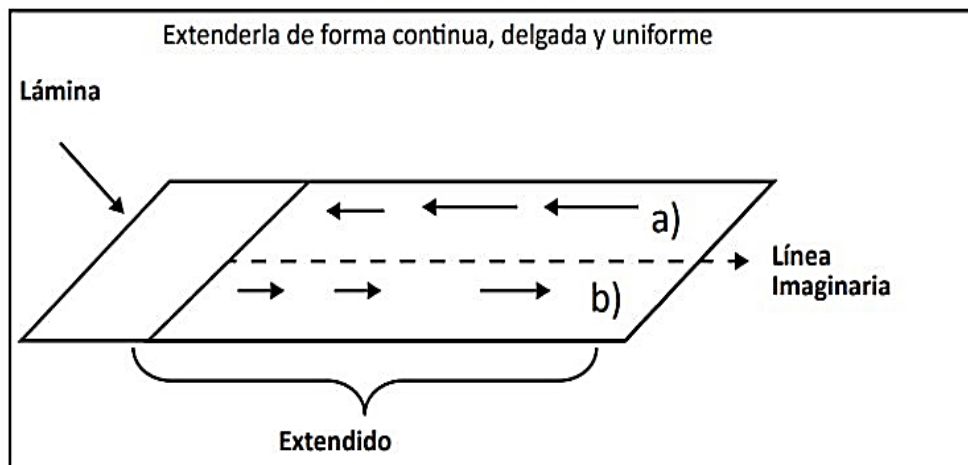 Extenderla de forma continua, delgada y uniforme
Lámina
a)
b)
Línea
Imaginaria
Extendido